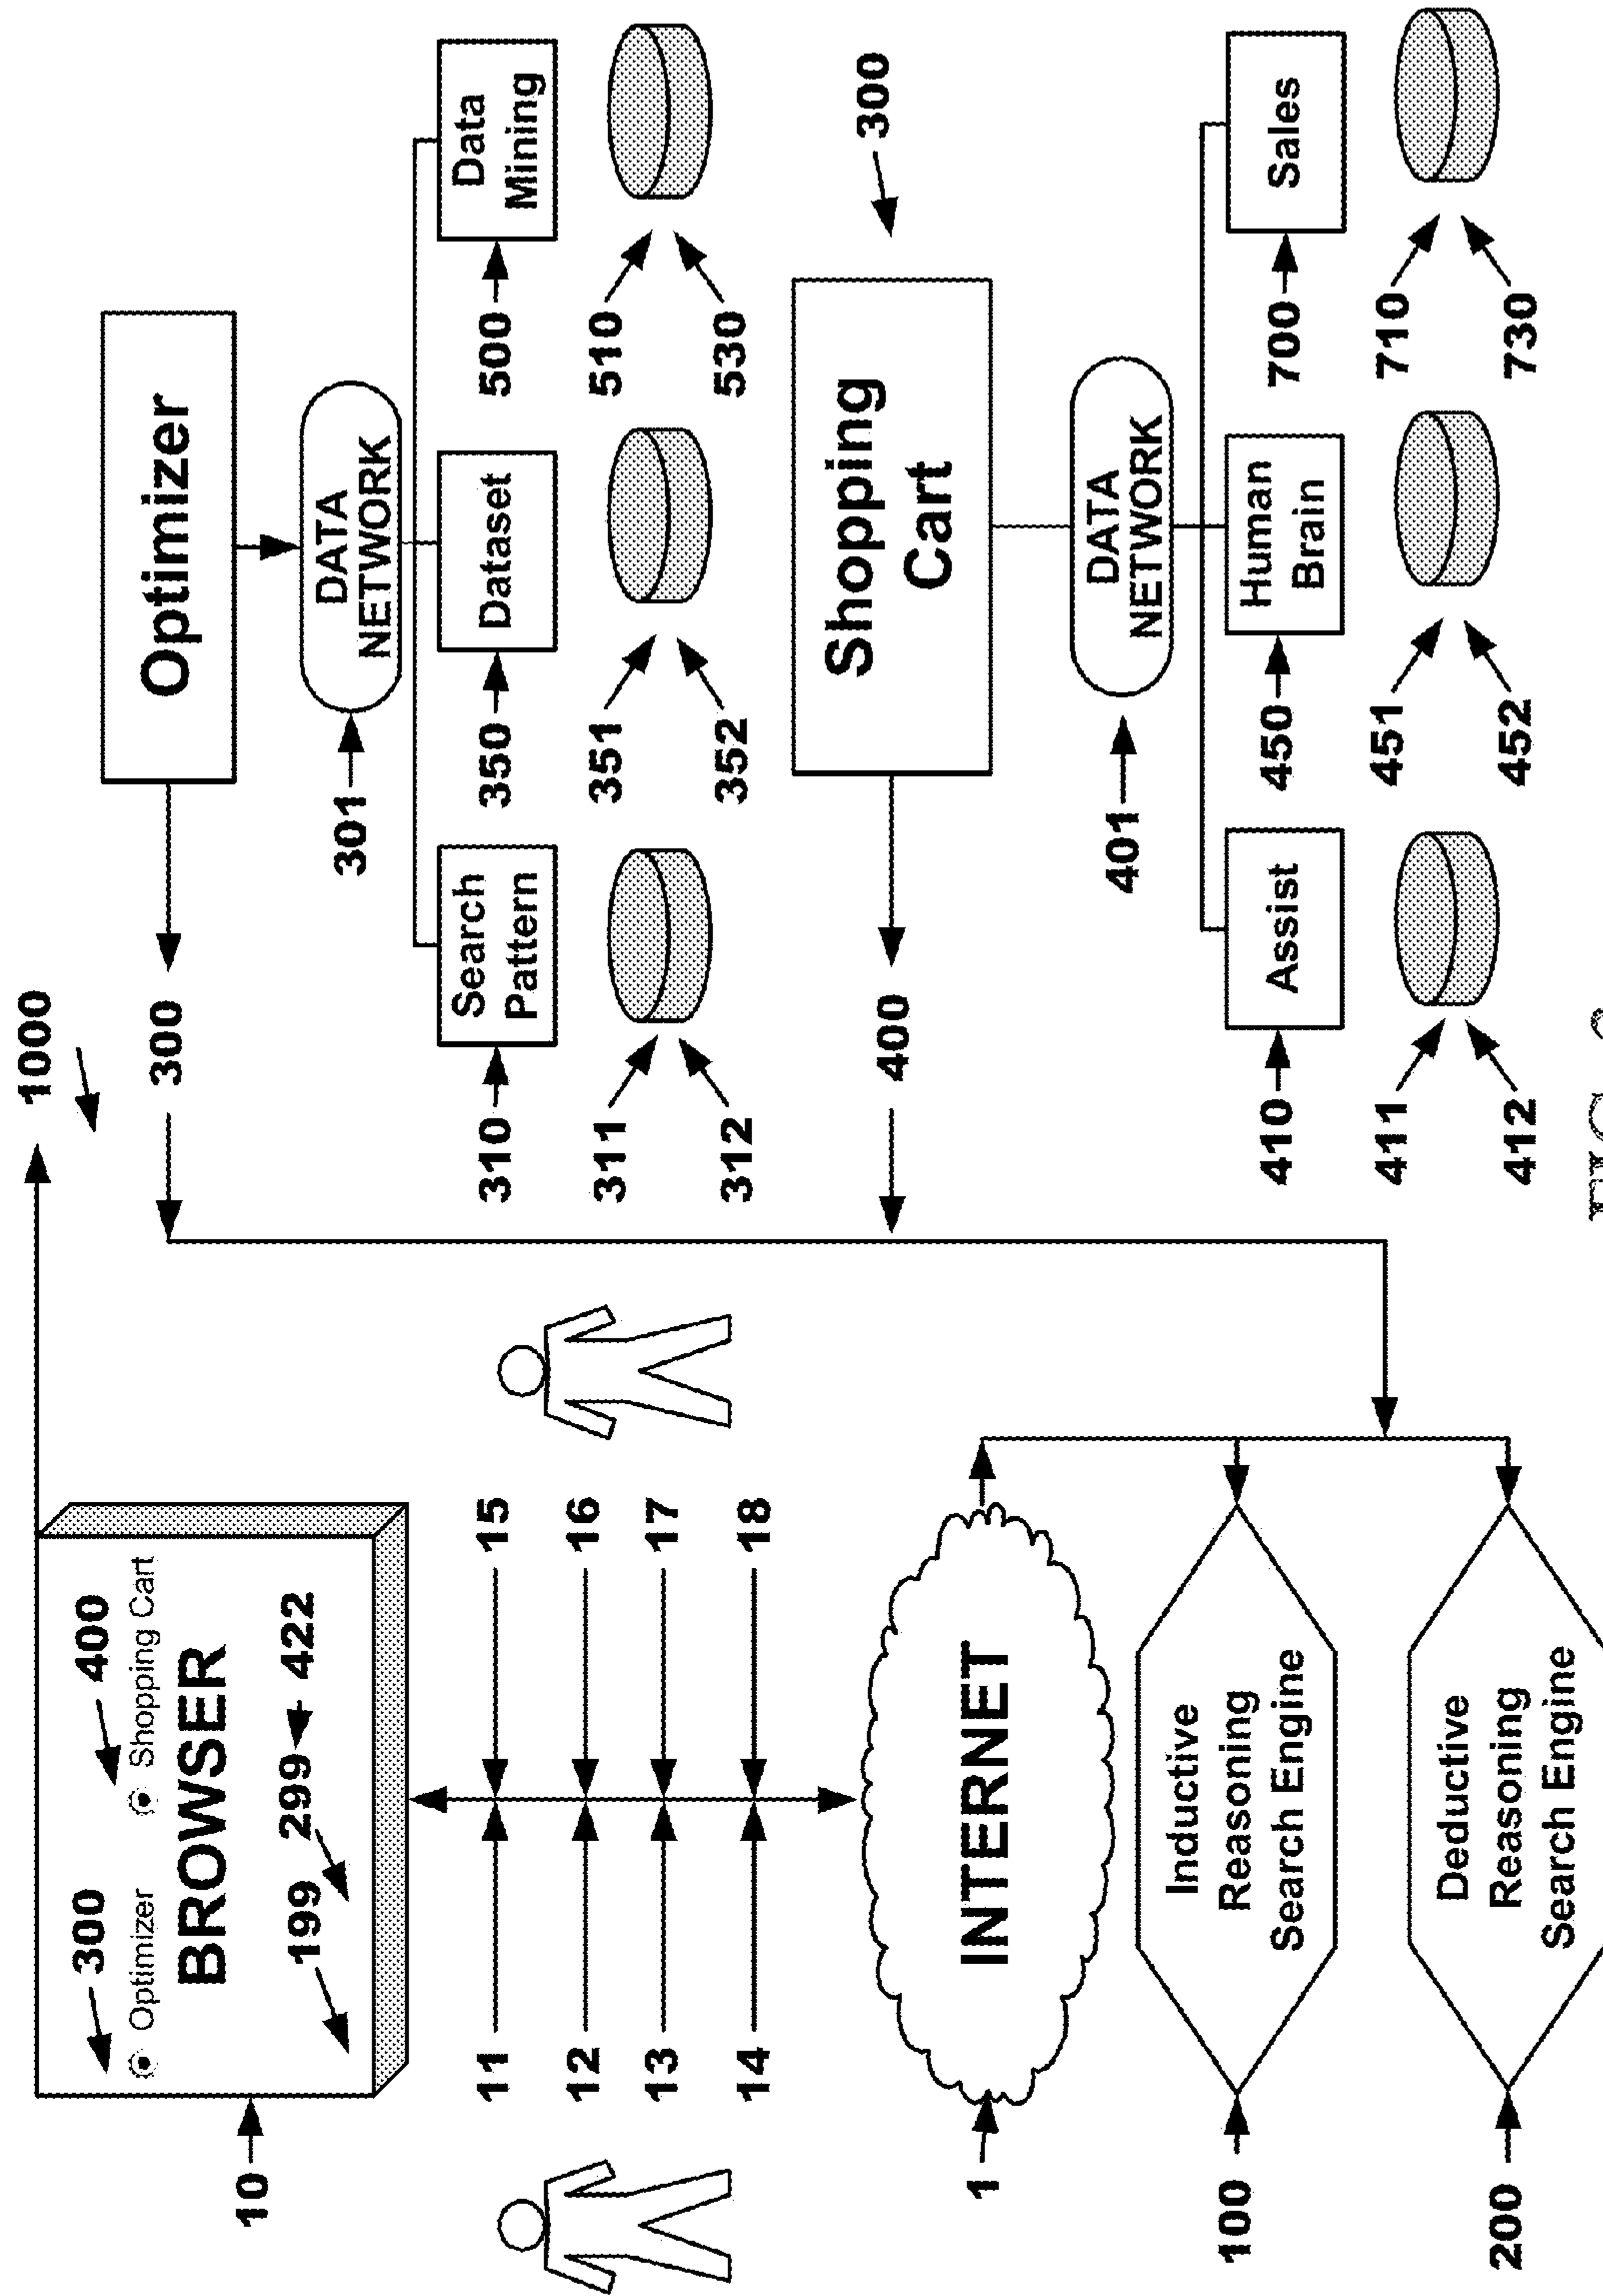 1000
300
400
Optimizer
Shopping Cart
BROWSER
199
299
422
10
11
15
12
16
13
17
14
18
1
INTERNET
100
Inductive
Reasoning
Search Engine
200
Deductive
Reasoning
Search Engine
300
Optimizer
301
DATA
NETWORK
310
Search
Pattern
350
Dataset
500
Data
Mining
311
351
510
312
352
530
400
Shopping
Cart
300
401
DATA
NETWORK
410
Assist
450
Human
Brain
700
Sales
411
451
710
412
452
730